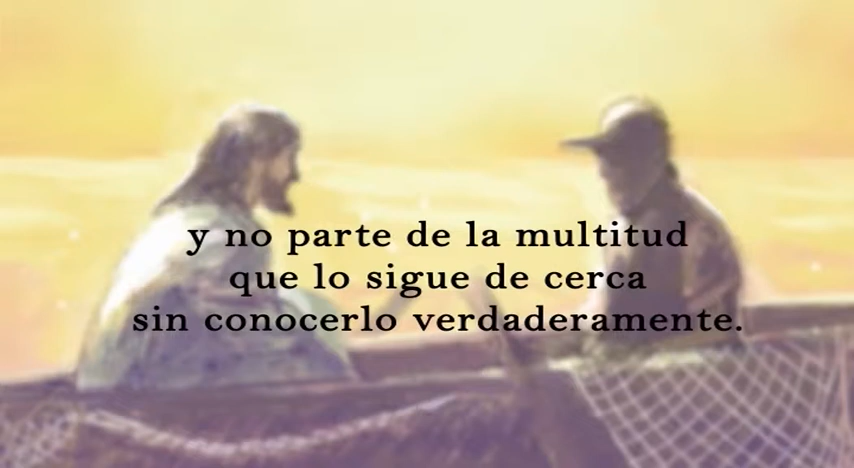 y no parte de la multitud
que lo sigue de cerca
sin conocerlo verdaderamente.